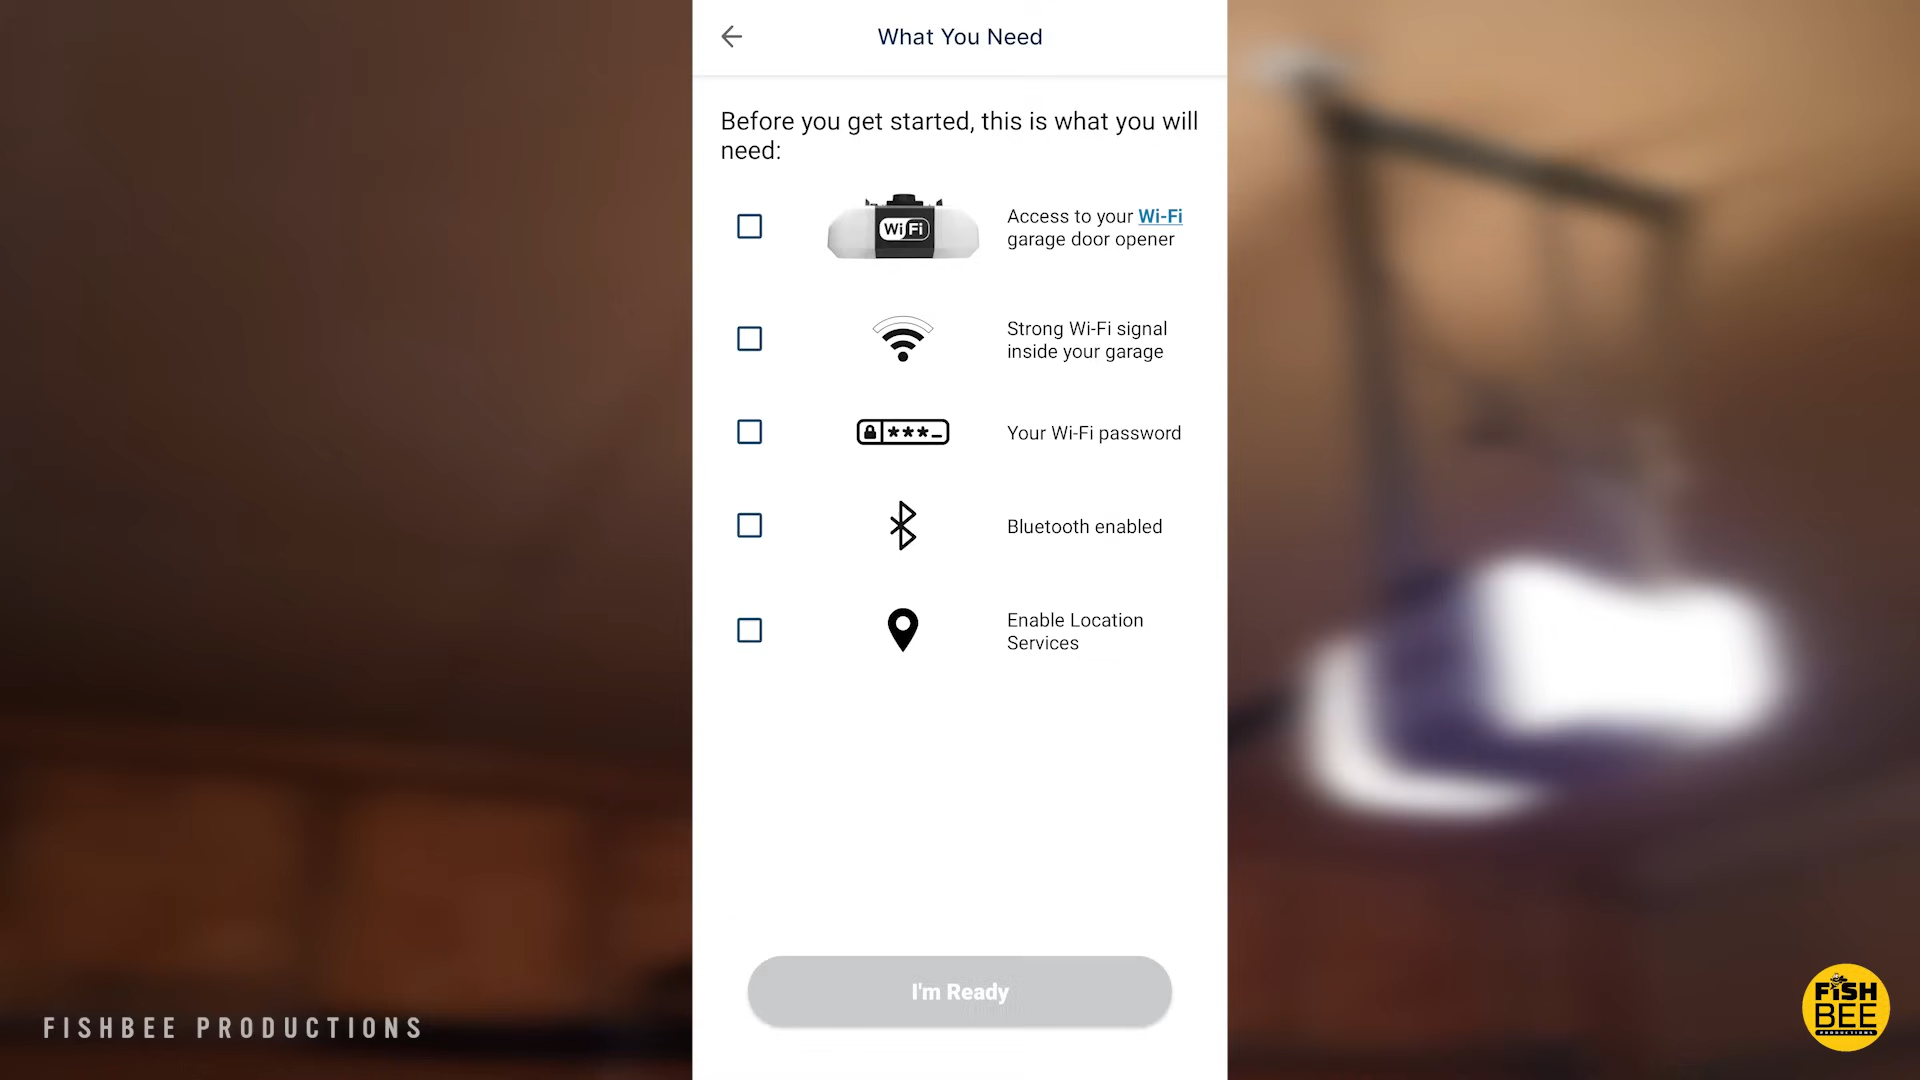 What You Need
Before you get started, this is what you will
need:
WiFi
Access to your Wi-Fi
garage door opener
Strong Wi-Fi signal
inside your garage
***_
Your Wi-Fi password
Bluetooth enabled
Enable Location
Services
I'm Ready
FISHBEE PRODUCTIONS
FiSH
BEE
PRODUCTIONS